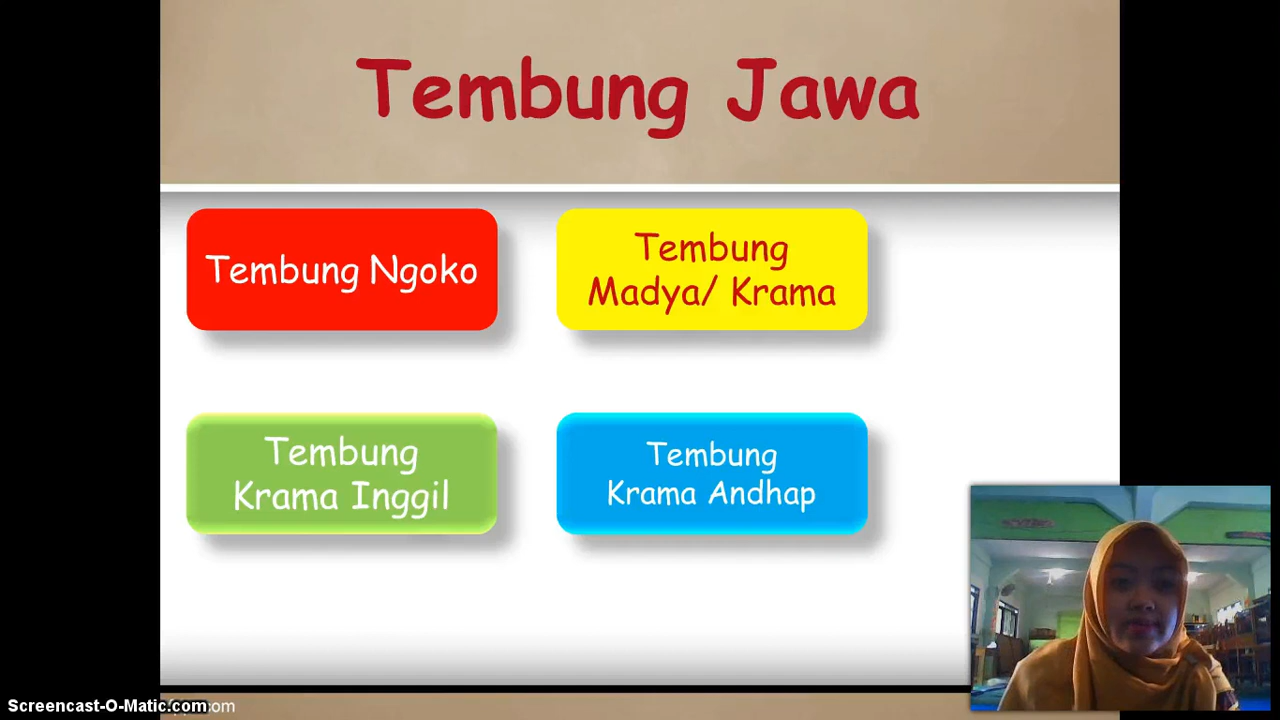 Tembung Jawa
Tembung Ngoko
Tembung
Madya/ Krama
Tembung
Krama Inggil
Tembung
Krama Andhap
Screencast-O-Matic.com